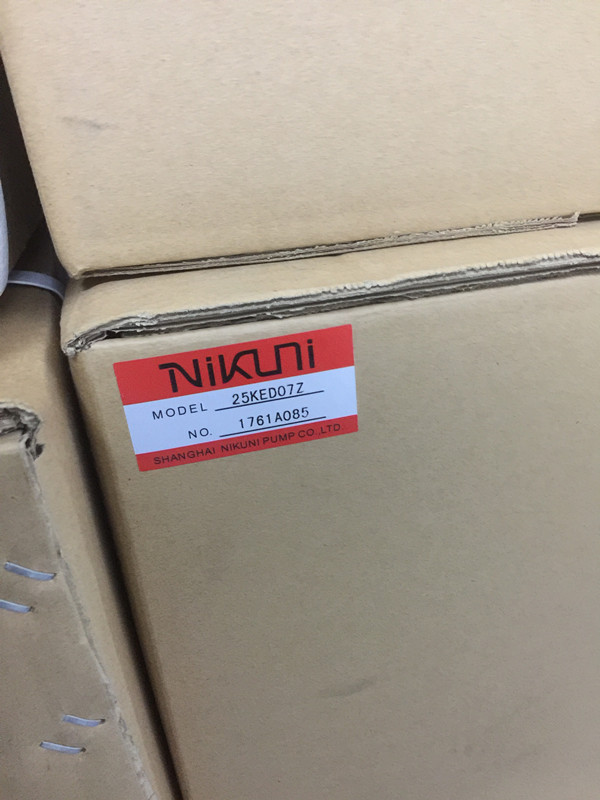 NiKUNi
MODEL 25KED07Z
NO. 1761A085
SHANGHAI NIKUNI PUMP CO.,LTD.